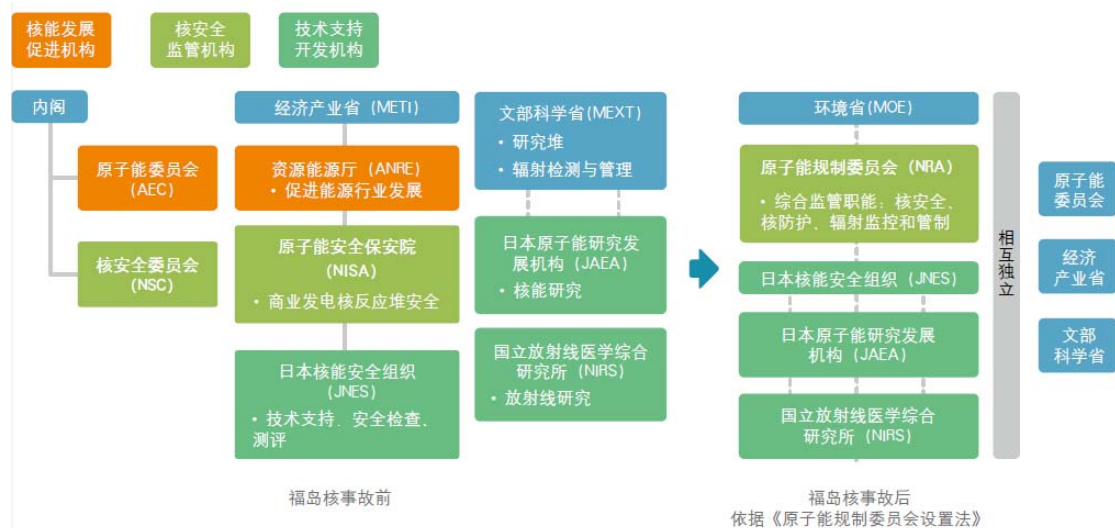 核能发展
促进机构
核安全
监管机构
技术支持
开发机构
内阁
原子能委员会
(AEC)
核安全委员会
(NSC)
经济产业省 (METI)
资源能源厅 (ANRE)
• 促进能源行业发展
原子能安全保安院
(NISA)
• 商业发电核反应堆安全
日本核能安全组织
(JNES)
• 技术支持、安全检查、
测评
文部科学省(MEXT)
• 研究堆
• 辐射检测与管理
日本原子能研究发
展机构 (JAEA)
• 核能研究
国立放射线医学综合
研究所 (NIRS)
• 放射线研究
福岛核事故前
环境省(MOE)
原子能规制委员会 (NRA)
• 综合监管职能：核安全、
核防护、辐射监控和管制
日本核能安全组织 (JNES)
日本原子能研究发展
机构 (JAEA)
国立放射线医学综合
研究所 (NIRS)
相互独立
原子能
委员会
经济
产业省
文部
科学省
福岛核事故后
依据《原子能规制委员会设置法》